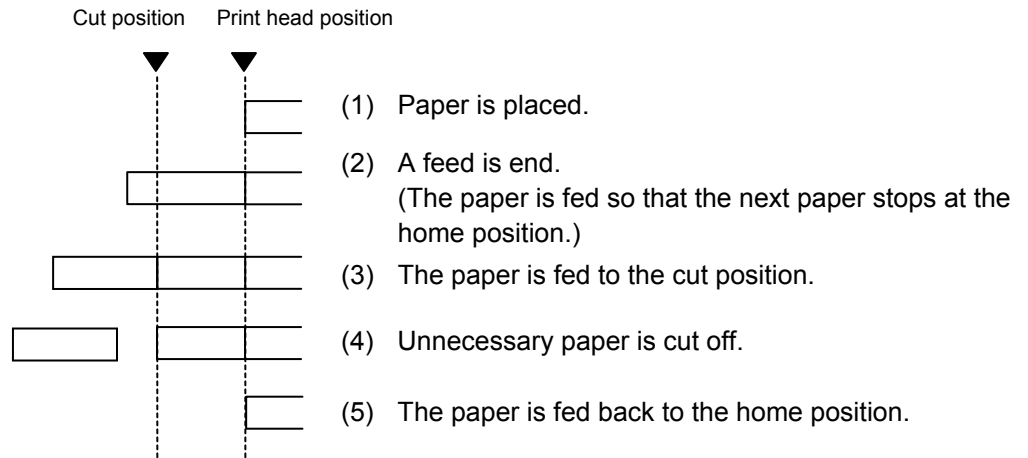 Cut position Print head position
(1) Paper is placed.
(2) A feed is end.
(The paper is fed so that the next paper stops at the
home position.)
(3) The paper is fed to the cut position.
(4) Unnecessary paper is cut off.
(5) The paper is fed back to the home position.